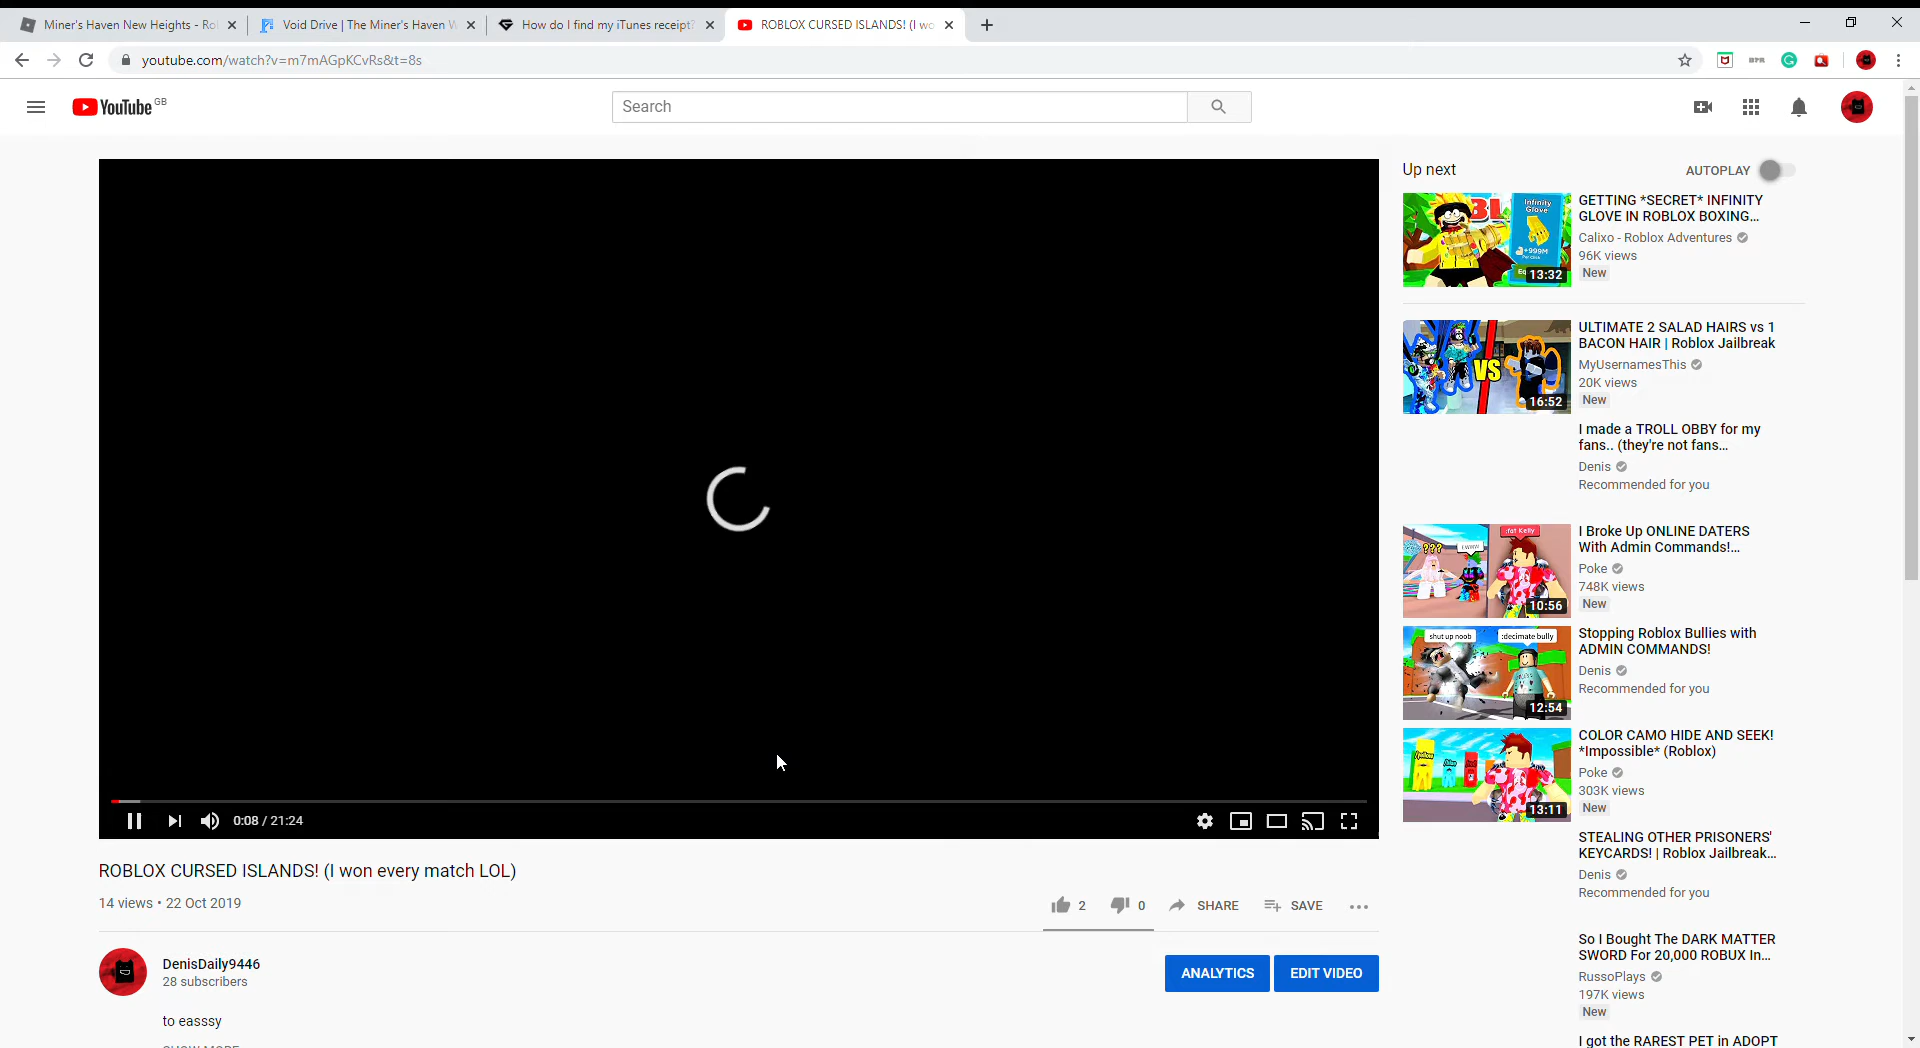 Miner's Haven New Heights - Ro
Void Drive | The Miner's Haven W
How do I find my iTunes receipt?
ROBLOX CURSED ISLANDS! (I wo
youtube.com/watch?v=m7mAGpKCvRs&t=8s
YouTube GB
Search
Up next
AUTOPLAY
Infinity
Glove
+999M
13:32
GETTING *SECRET* INFINITY
GLOVE IN ROBLOX BOXING...
Calixo - Roblox Adventures
96K views
New
VS
16:52
ULTIMATE 2 SALAD HAIRS vs 1
BACON HAIR | Roblox Jailbreak
MyUsernamesThis
20K views
New
I made a TROLL OBBY for my
fans.. (they're not fans...
Denis
Recommended for you
???
:fat Kelly
10:56
I Broke Up ONLINE DATERS
With Admin Commands!...
Poke
748K views
New
shut up noob
:decimate bully
12:54
Stopping Roblox Bullies with
ADMIN COMMANDS!
Denis
Recommended for you
13:11
COLOR CAMO HIDE AND SEEK!
*Impossible* (Roblox)
Poke
303K views
New
STEALING OTHER PRISONERS'
KEYCARDS! | Roblox Jailbreak...
Denis
Recommended for you
So I Bought The DARK MATTER
SWORD For 20,000 ROBUX In...
RussoPlays
197K views
New
I got the RAREST PET in ADOPT
0:08 / 21:24
ROBLOX CURSED ISLANDS! (I won every match LOL)
14 views • 22 Oct 2019
2
0
SHARE
SAVE
DenisDaily9446
28 subscribers
ANALYTICS
EDIT VIDEO
to easssy
SHOW MORE